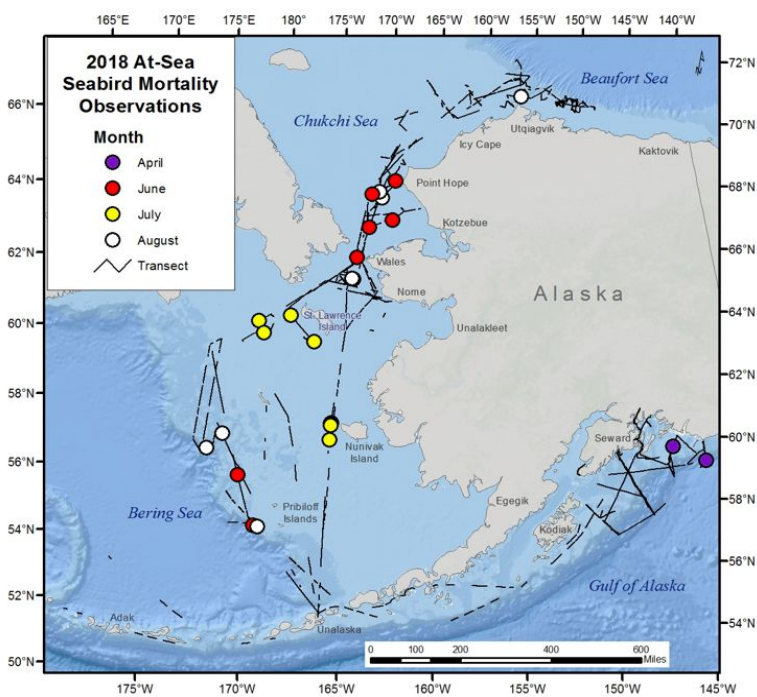 165°E 170°E 175°E 180° 175°W 170°W 165°W 160°W 155°W 150°W 145°W 140°W
2018 At-Sea
Seabird Mortality
Observations
Month
April
June
July
August
Transect
Beaufort Sea
Chukchi Sea
Utqiagvik
Icy Cape
Kaktovik
Point Hope
Kotzebue
Wales
Nome
Alaska
St. Lawrence
Island
Unalakleet
Nunivak
Island
Seward
Egegik
Pribiloff
Islands
Bering Sea
Kodiak
Gulf of Alaska
Adak
Unalaska
0 100 200 400 600
Miles
66°N
64°N
62°N
60°N
58°N
56°N
54°N
52°N
50°N
72°N
70°N
68°N
66°N
64°N
62°N
60°N
58°N
56°N
54°N
175°W 170°W 165°W 160°W 155°W 150°W 145°W